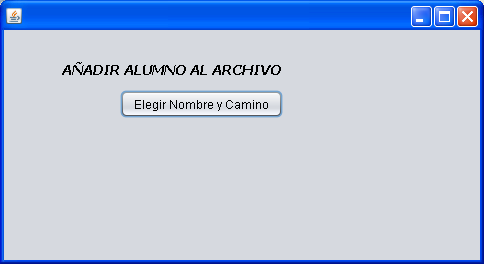 AÑADIR ALUMNO AL ARCHIVO
Elegir Nombre y Camino